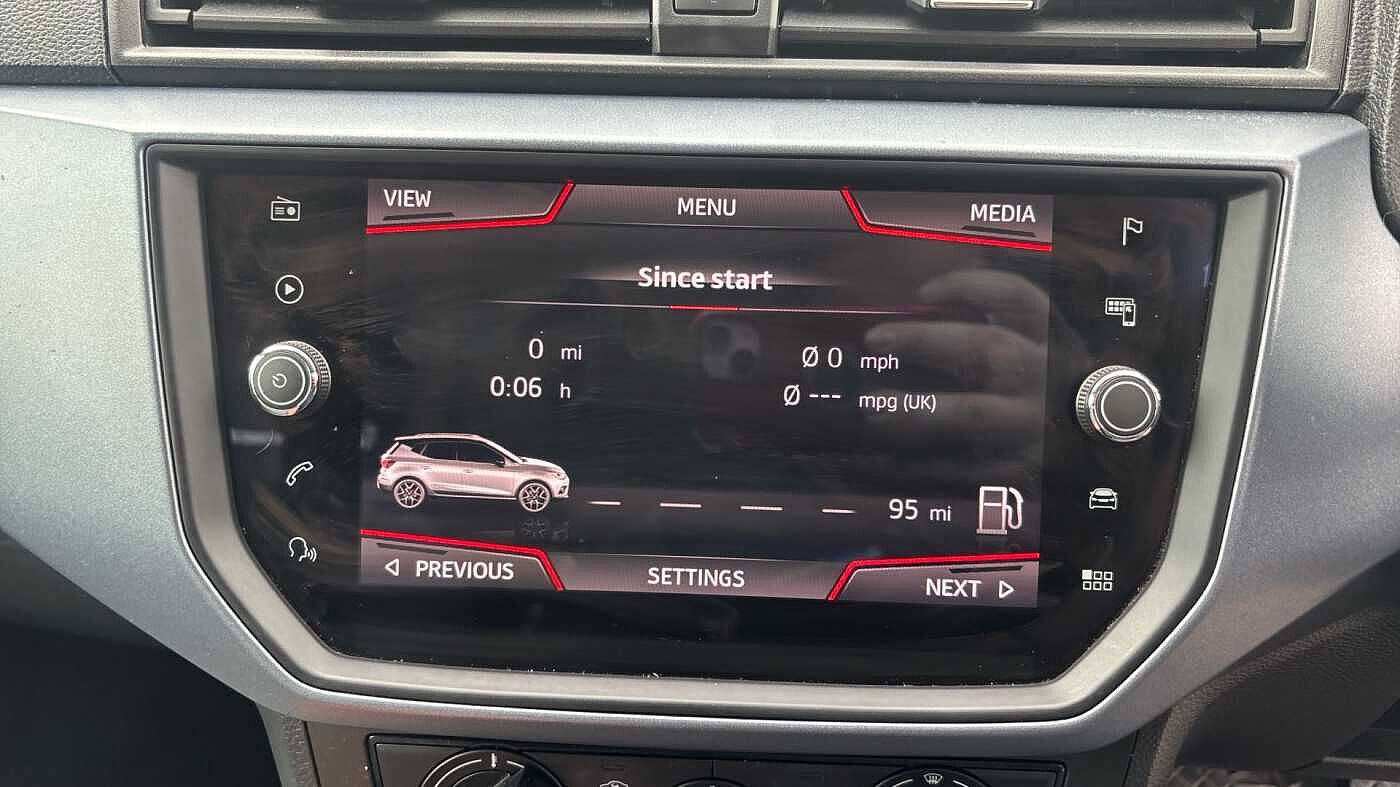 VIEW
MENU
MEDIA
Since start
0 mi
Ø 0 mph
0:06 h
Ø --- mpg (UK)
95 mi
PREVIOUS
SETTINGS
NEXT